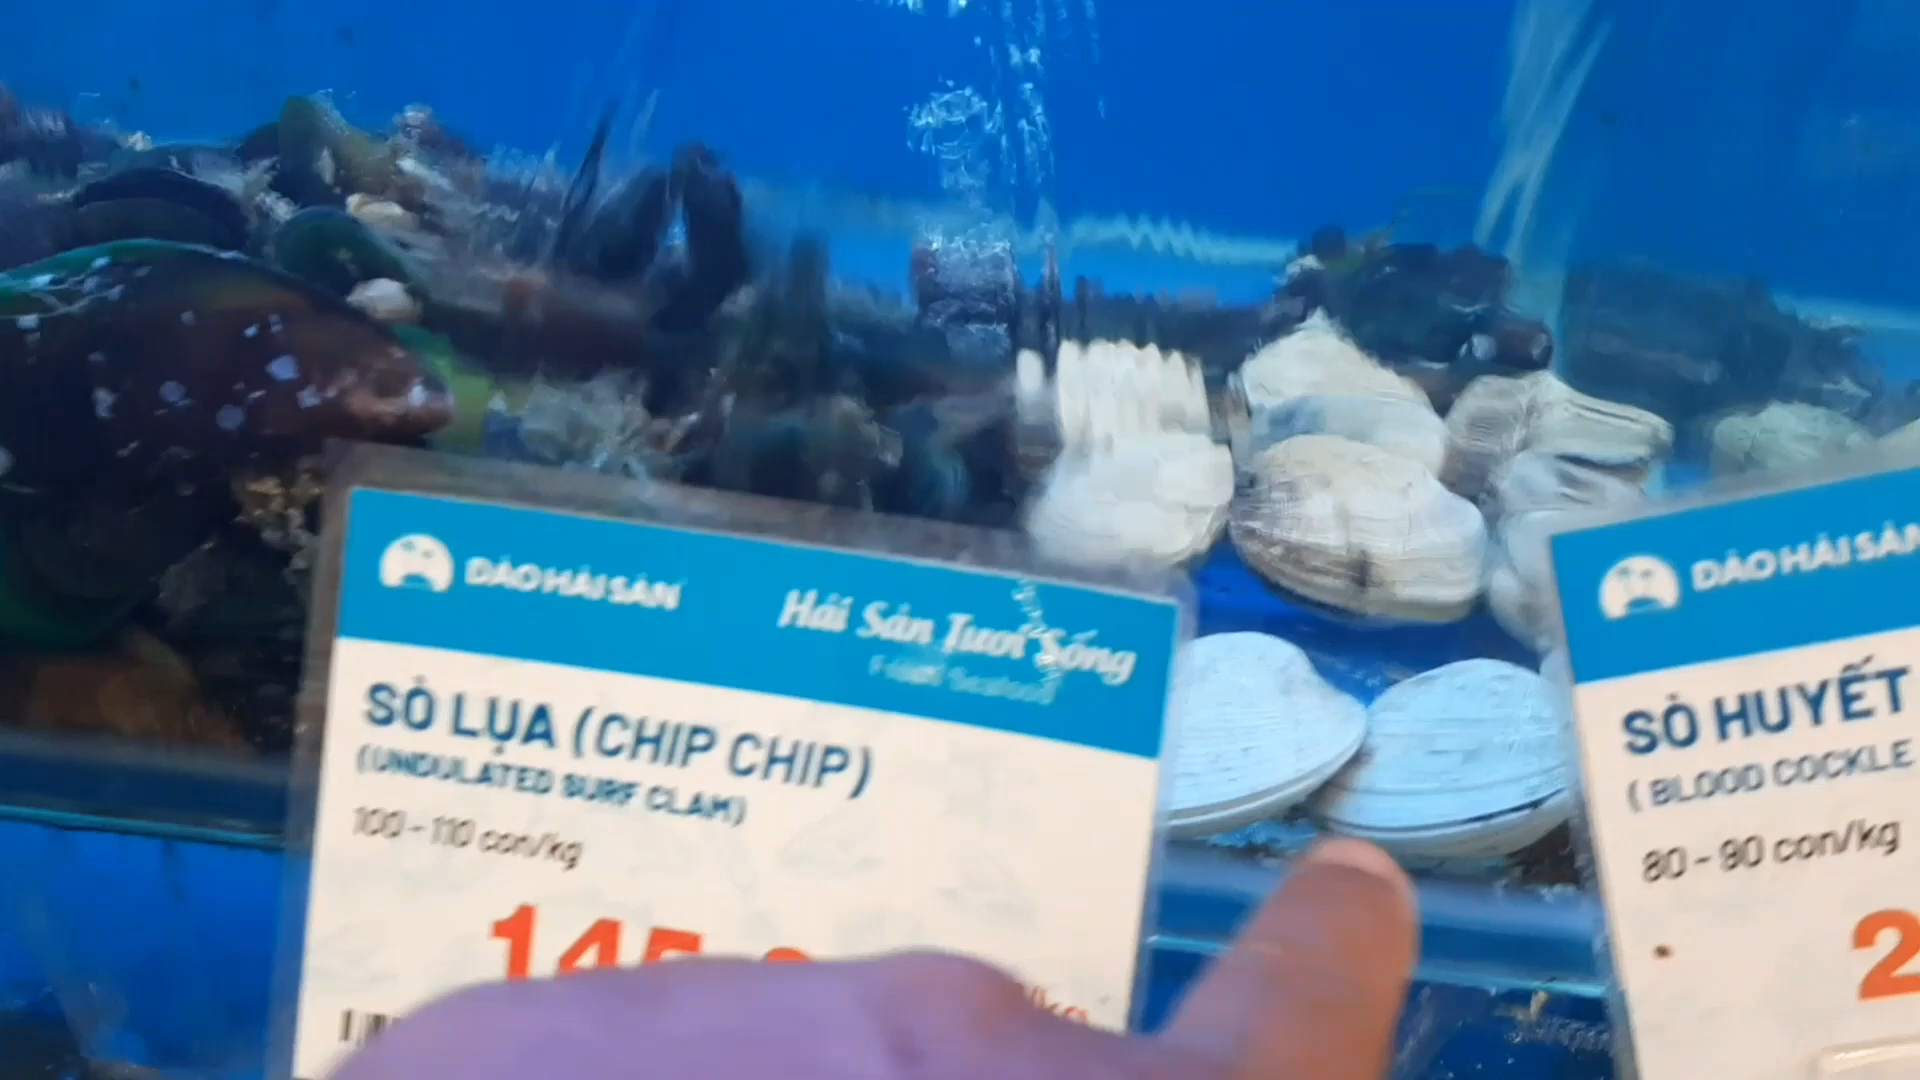 ĐẢO HẢI SẢN
Hải Sản Tươi Sống
SÒ LỤA (CHIP CHIP)
(UNDULATED SURF CLAM)
100 - 110 con/kg
ĐẢO HẢI SẢN
SÒ HUYẾT
( BLOOD COCKLE
80 - 90 con/kg
2